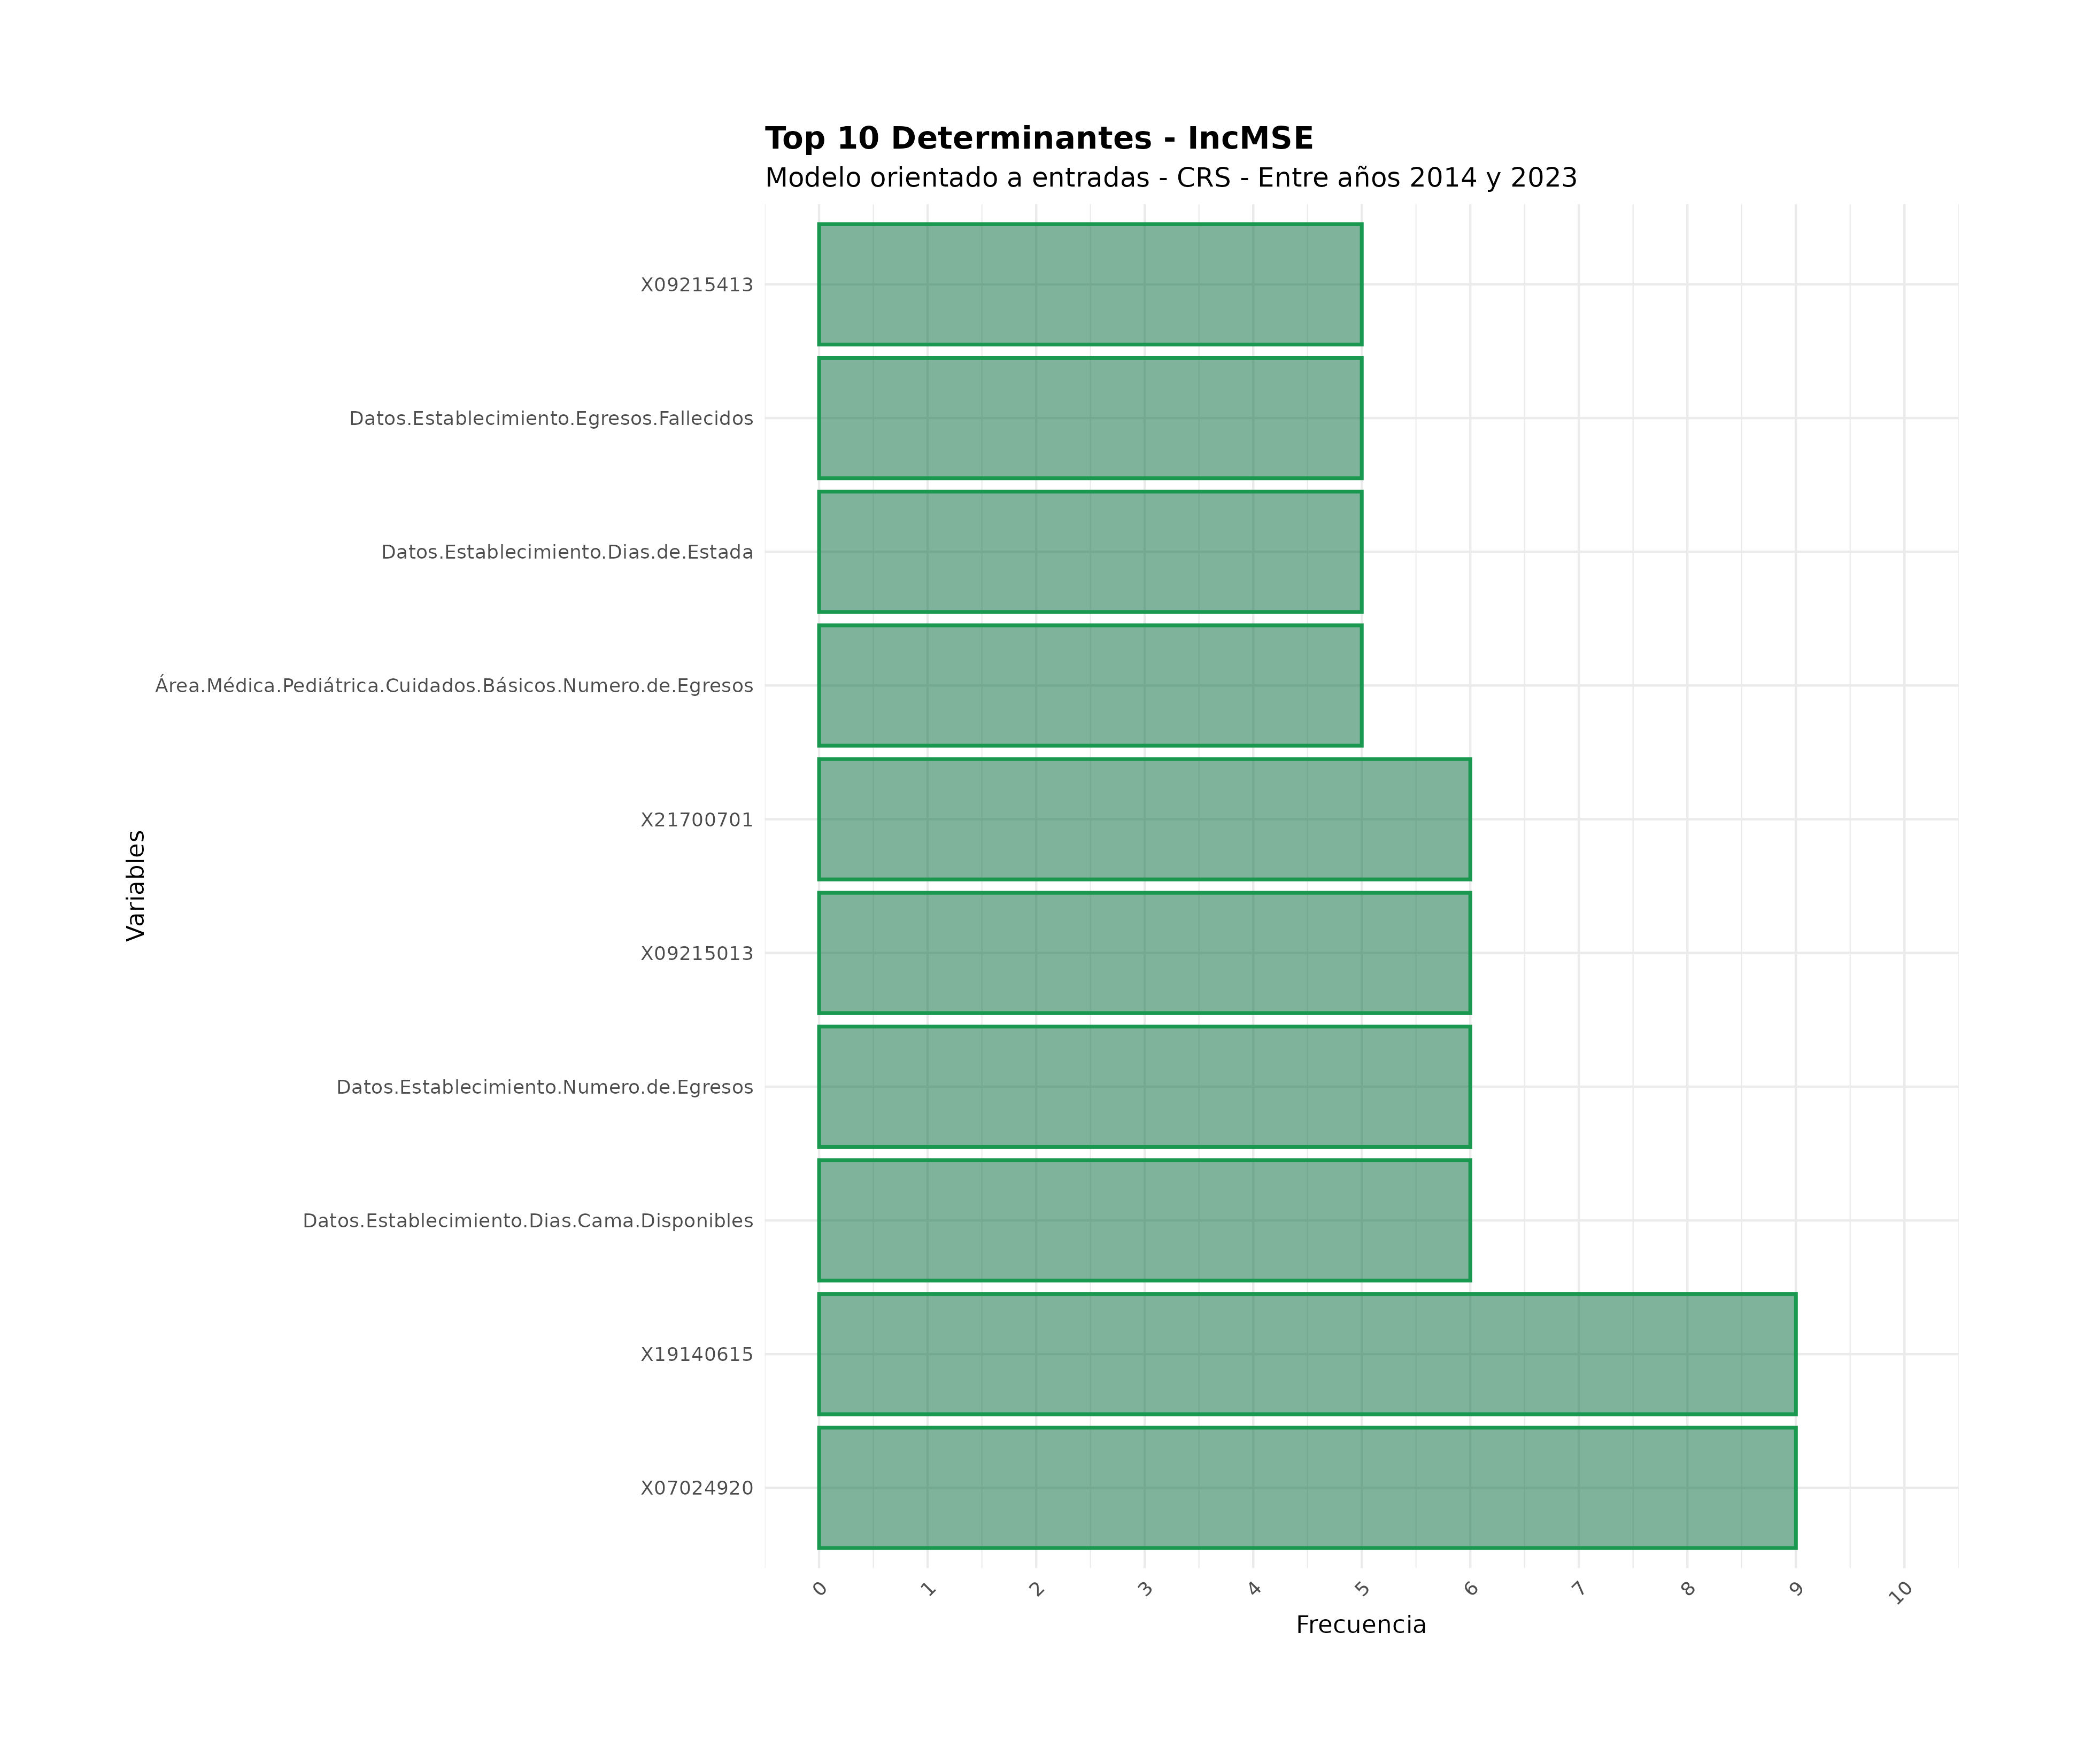 Top 10 Determinantes - IncMSE
Modelo orientado a entradas - CRS - Entre años 2014 y 2023
X09215413
Datos.Establecimiento.Egresos.Fallecidos
Datos.Establecimiento.Dias.de.Estada
Área.Médica.Pediátrica.Cuidados.Básicos.Numero.de.Egresos
X21700701
X09215013
Datos.Establecimiento.Numero.de.Egresos
Datos.Establecimiento.Dias.Cama.Disponibles
X19140615
X07024920
Variables
0 1 2 3 4 5 6 7 8 9 10
Frecuencia